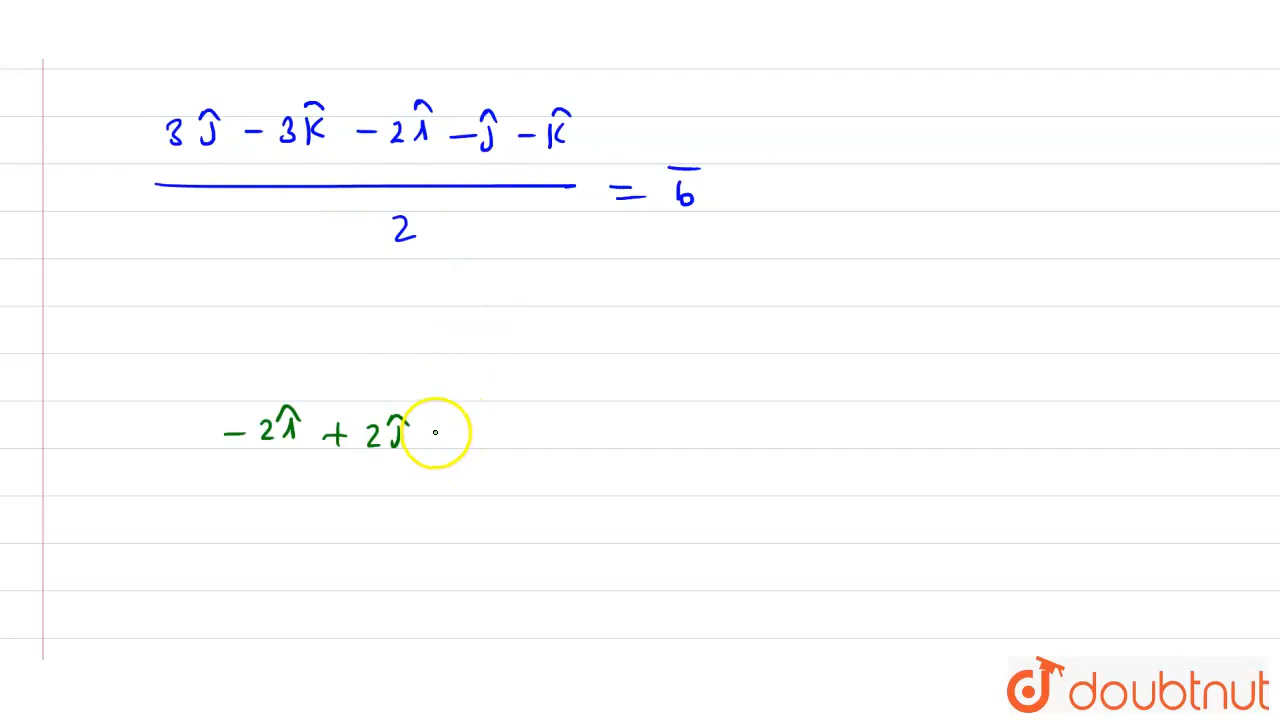 3ĵ - 3k̂ - 2î - ĵ - k̂
2
= b̄
-2î + 2ĵ
doubtnut